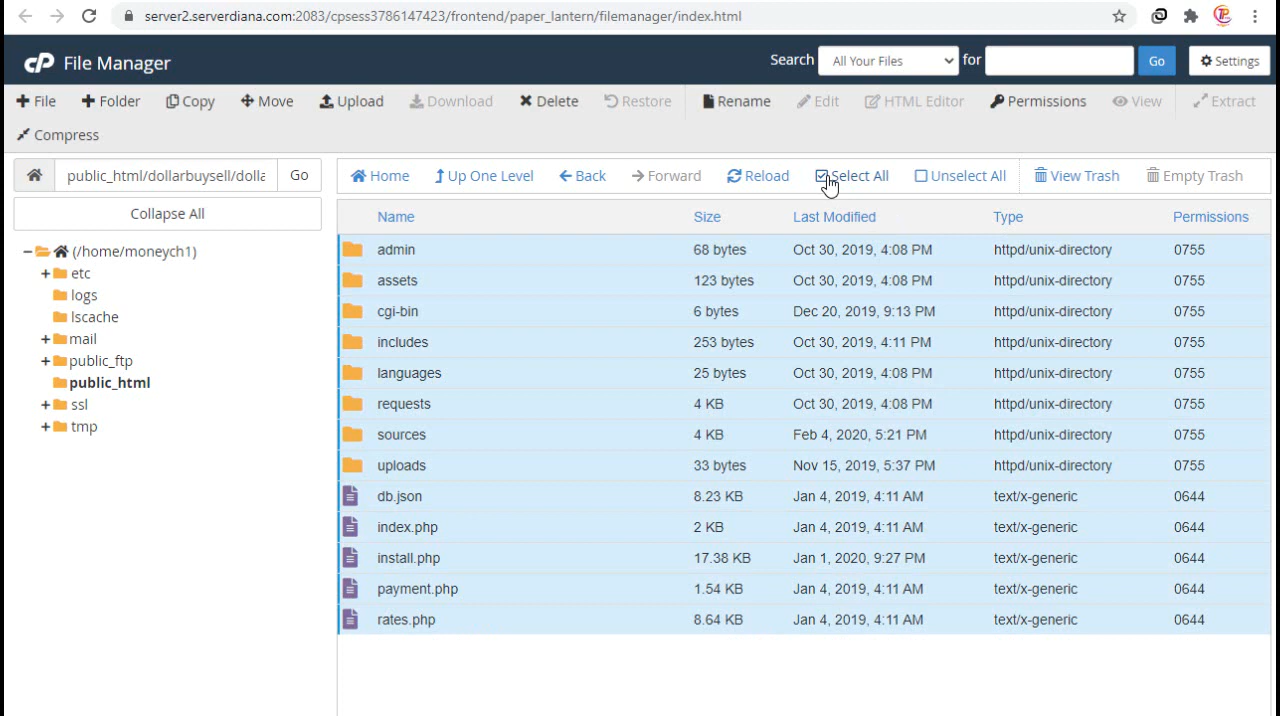 server2.serverdiana.com:2083/cpsess3786147423/frontend/paper_lantern/filemanager/index.html
cP File Manager Search All Your Files for Go Settings
File Folder Copy Move Upload Download Delete Restore Rename Edit HTML Editor Permissions View Extract
Compress
public_html/dollarbuysell/dolla Go
Home Up One Level Back Forward Reload Select All Unselect All View Trash Empty Trash
Collapse All
(/home/moneych1)
etc
logs
lscache
mail
public_ftp
public_html
ssl
tmp
Name Size Last Modified Type Permissions
admin 68 bytes Oct 30, 2019, 4:08 PM httpd/unix-directory 0755
assets 123 bytes Oct 30, 2019, 4:08 PM httpd/unix-directory 0755
cgi-bin 6 bytes Dec 20, 2019, 9:13 PM httpd/unix-directory 0755
includes 253 bytes Oct 30, 2019, 4:11 PM httpd/unix-directory 0755
languages 25 bytes Oct 30, 2019, 4:08 PM httpd/unix-directory 0755
requests 4 KB Oct 30, 2019, 4:08 PM httpd/unix-directory 0755
sources 4 KB Feb 4, 2020, 5:21 PM httpd/unix-directory 0755
uploads 33 bytes Nov 15, 2019, 5:37 PM httpd/unix-directory 0755
db.json 8.23 KB Jan 4, 2019, 4:11 AM text/x-generic 0644
index.php 2 KB Jan 4, 2019, 4:11 AM text/x-generic 0644
install.php 17.38 KB Jan 1, 2020, 9:27 PM text/x-generic 0644
payment.php 1.54 KB Jan 4, 2019, 4:11 AM text/x-generic 0644
rates.php 8.64 KB Jan 4, 2019, 4:11 AM text/x-generic 0644